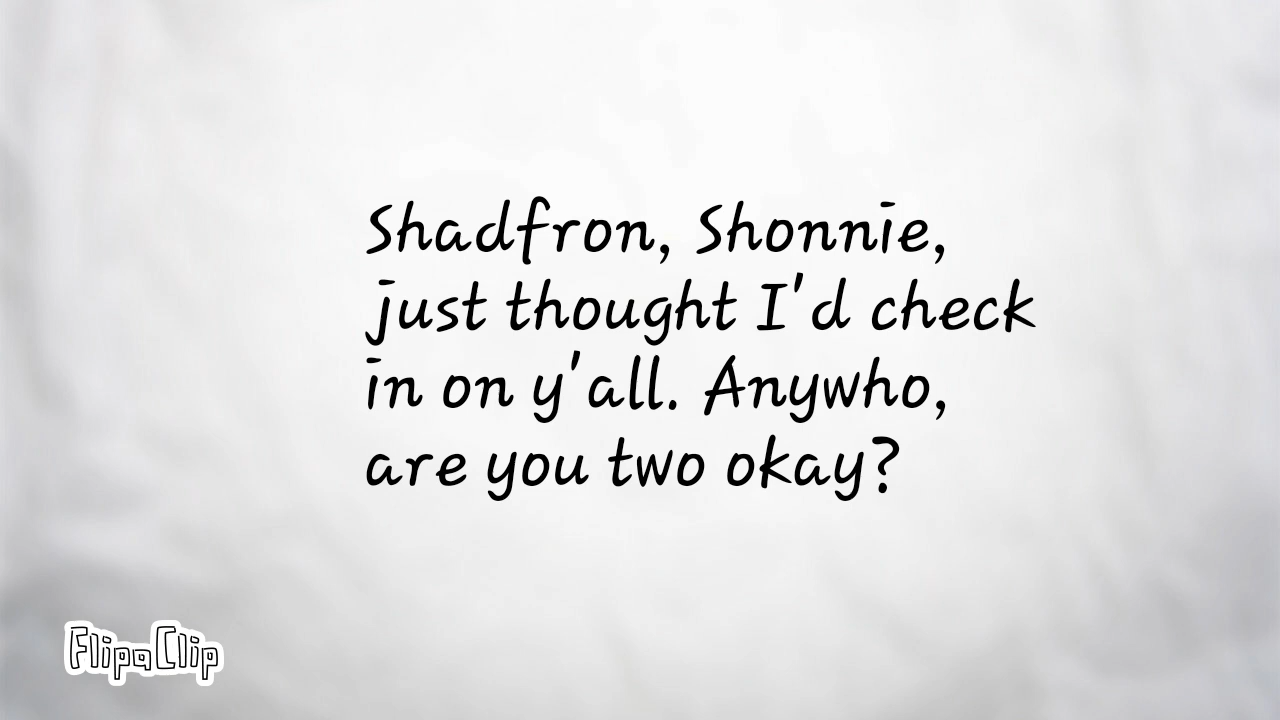 Shadfron, Shonnie,
just thought I'd check
in on y'all. Anywho,
are you two okay?
FlipaClip